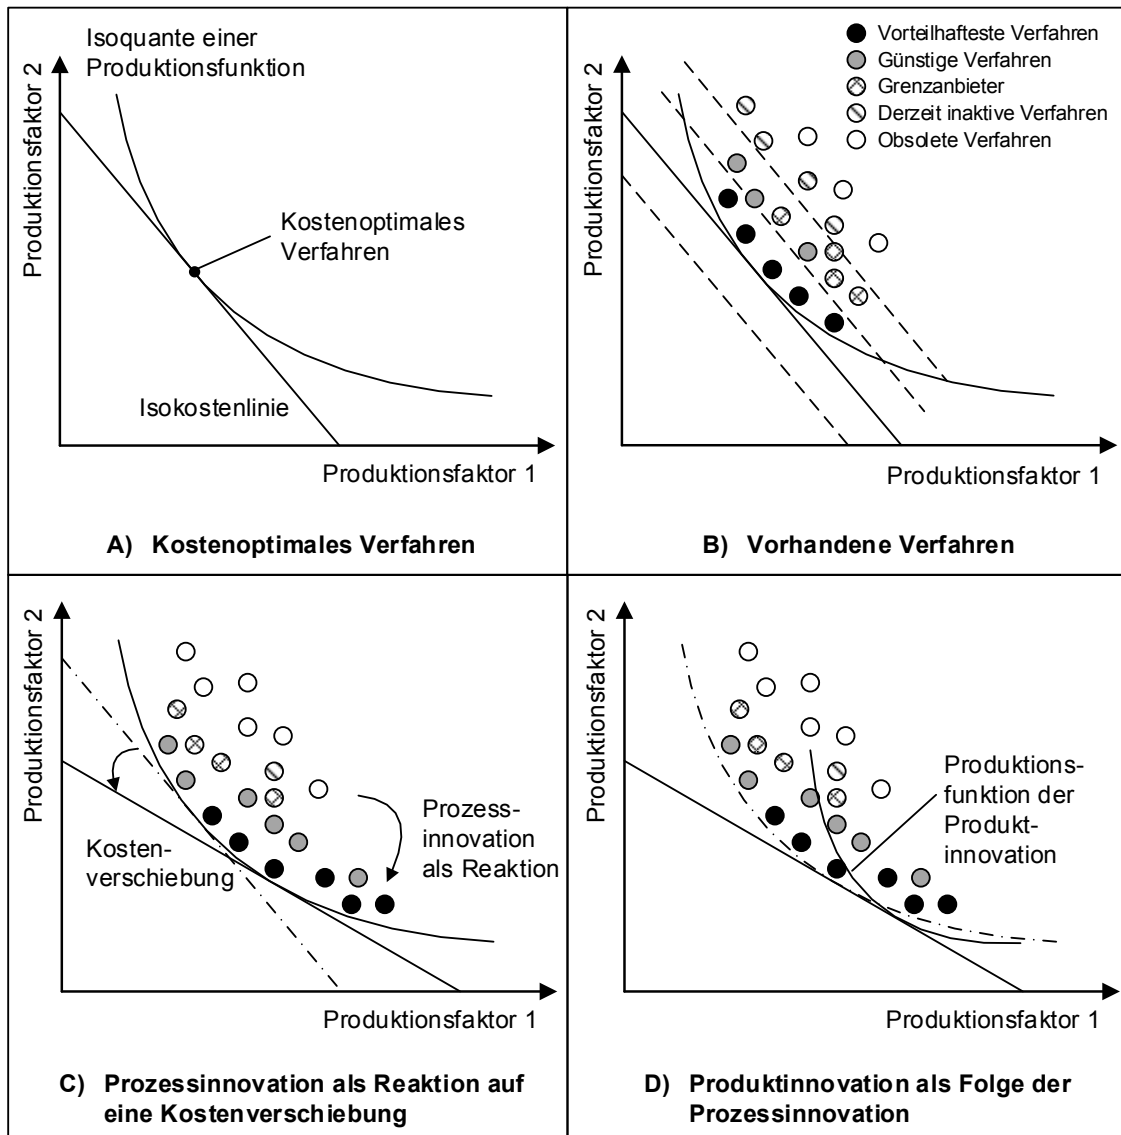 Isoquante einer
Produktionsfunktion
Produktionsfaktor 2
Kostenoptimales
Verfahren
Isokostenlinie
Produktionsfaktor 1
A) Kostenoptimales Verfahren
Vorteilhafteste Verfahren
Günstige Verfahren
Grenzanbieter
Derzeit inaktive Verfahren
Obsolete Verfahren
Produktionsfaktor 2
Produktionsfaktor 1
B) Vorhandene Verfahren
Produktionsfaktor 2
Prozess-
innovation
als Reaktion
Kosten-
verschiebung
Produktionsfaktor 1
C) Prozessinnovation als Reaktion auf
eine Kostenverschiebung
Produktionsfaktor 2
Produktions-
funktion der
Produkt-
innovation
Produktionsfaktor 1
D) Produktinnovation als Folge der
Prozessinnovation